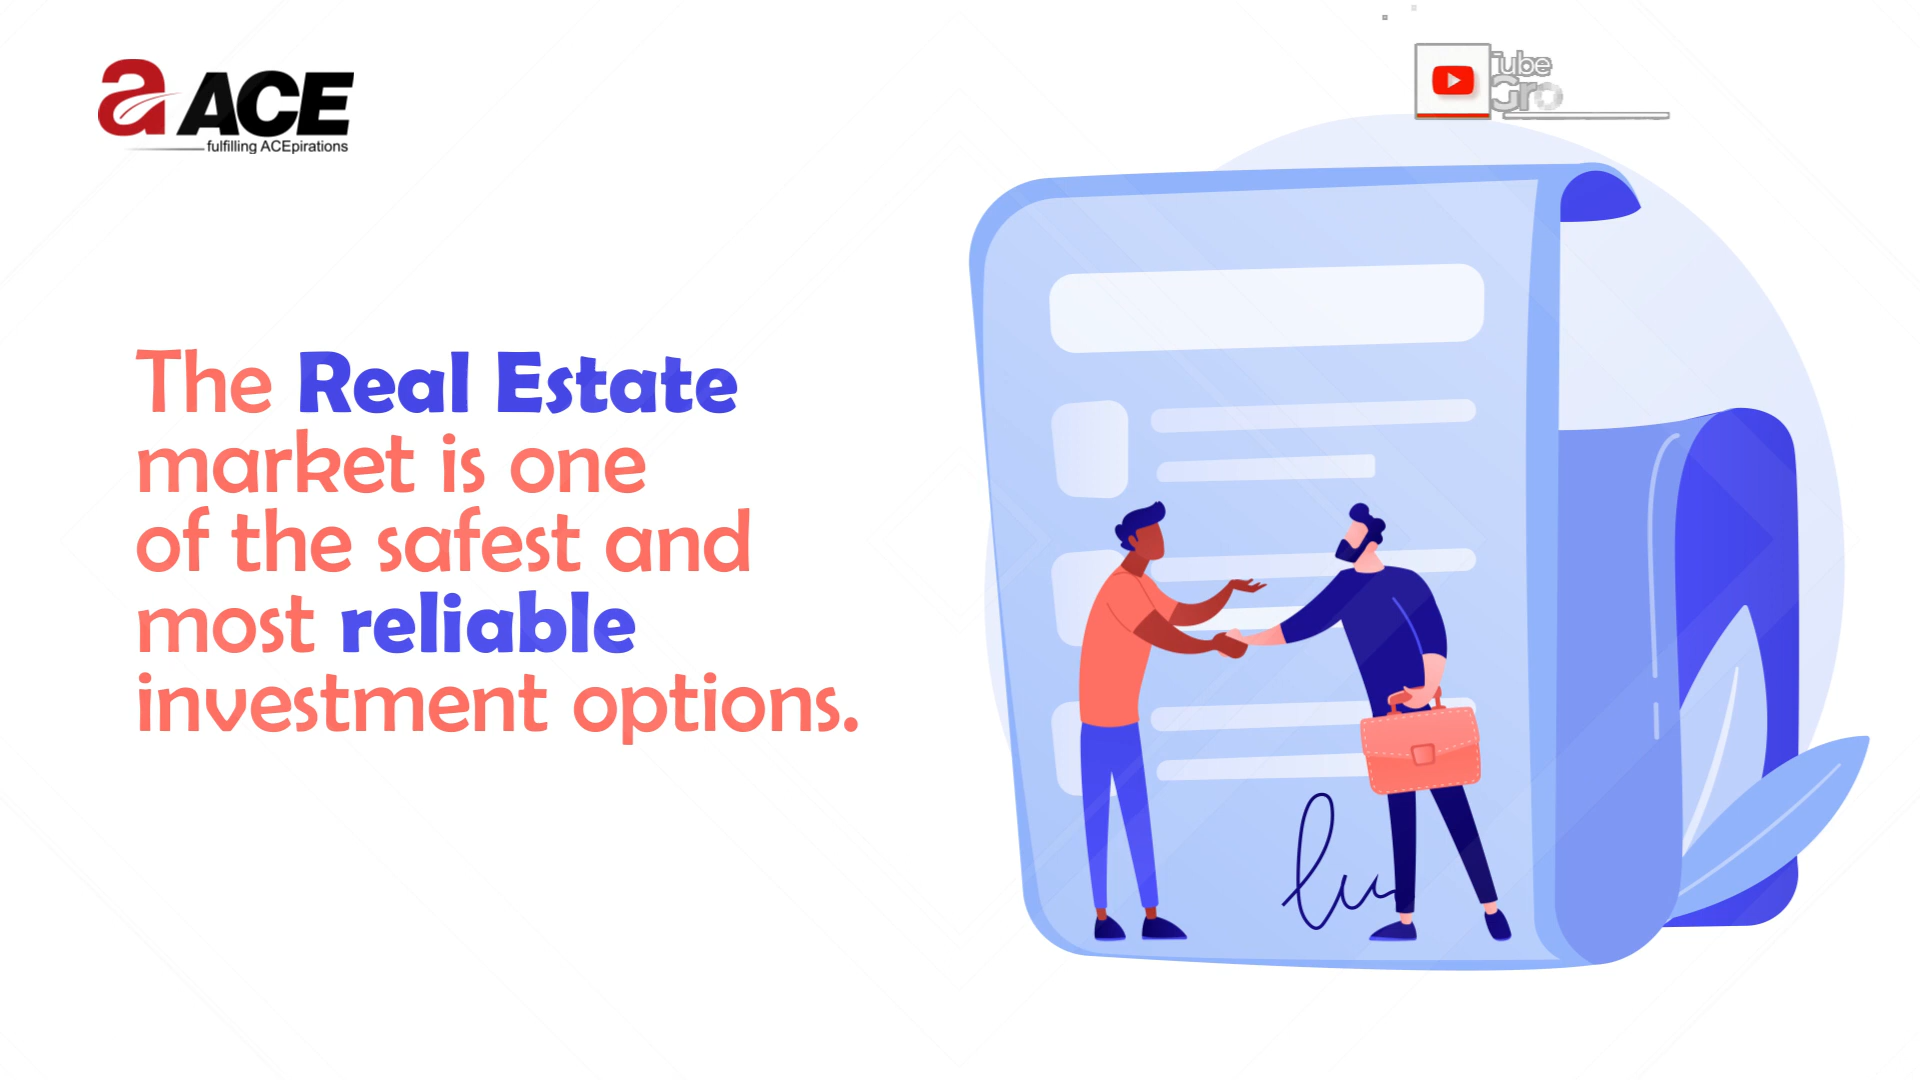 a ACE
fulfilling ACEpirations
Tube
Gro
The Real Estate
market is one
of the safest and
most reliable
investment options.